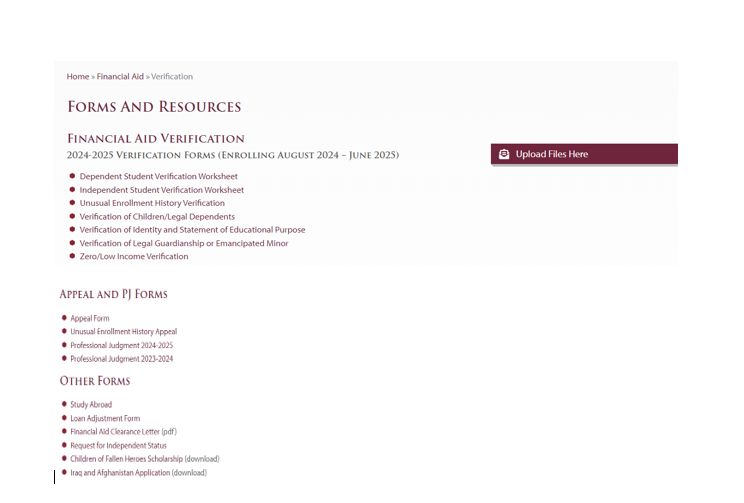 Home » Financial Aid » Verification
Forms And Resources
Financial Aid Verification
2024-2025 Verification Forms (Enrolling August 2024 – June 2025)
Upload Files Here
Dependent Student Verification Worksheet
Independent Student Verification Worksheet
Unusual Enrollment History Verification
Verification of Children/Legal Dependents
Verification of Identity and Statement of Educational Purpose
Verification of Legal Guardianship or Emancipated Minor
Zero/Low Income Verification
Appeal and PJ Forms
Appeal Form
Unusual Enrollment History Appeal
Professional Judgment 2024-2025
Professional Judgment 2023-2024
Other Forms
Study Abroad
Loan Adjustment Form
Financial Aid Clearance Letter (pdf)
Request for Independent Status
Children of Fallen Heroes Scholarship (download)
Iraq and Afghanistan Application (download)